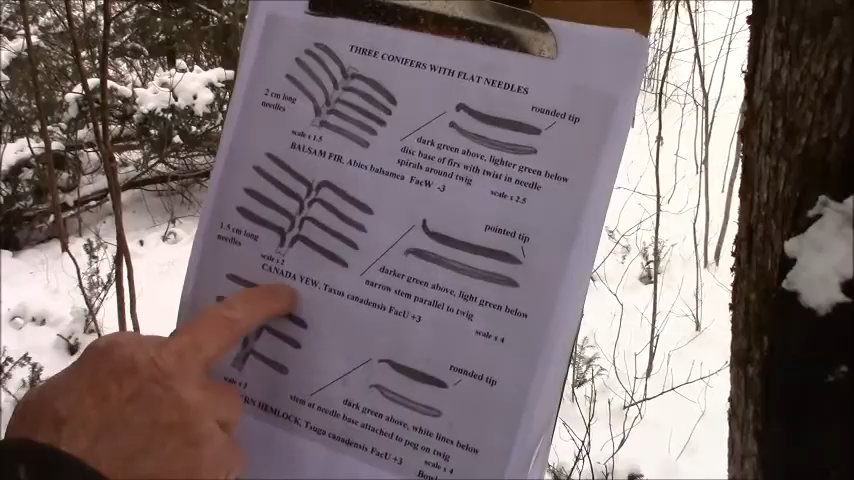 THREE CONIFERS WITH FLAT NEEDLES
2 cm long
needles
scale x 1.5
rounded tip
dark green above, lighter green below
disc base of firs with twist in needle
spirals around twig
scale x 2.5
BALSAM FIR, Abies balsamea FacW -3
1.5 cm long
needles
scale x 2
pointed tip
darker green above, light green below
narrow stem parallel to twig
scale x 4
CANADA YEW, Taxus canadensis FacU +3
rounded tip
dark green above, white lines below
stem at needle base attached to peg on twig
scale x 4
HEMLOCK, Tsuga canadensis FacU +3